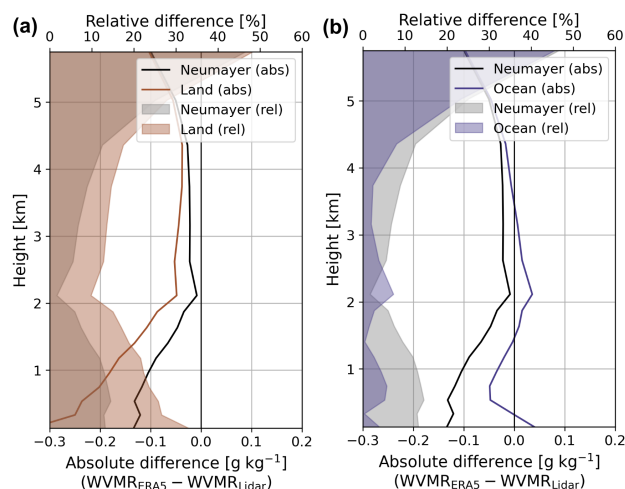 (a)
Relative difference [%]
0 10 20 30 40 50 60
Neumayer (abs)
Land (abs)
Neumayer (rel)
Land (rel)
Height [km]
5
4
3
2
1
−0.3 −0.2 −0.1 0.0 0.1 0.2
Absolute difference [g kg−1]
(WVMRERA5 − WVMRLidar)
(b)
Relative difference [%]
0 10 20 30 40 50 60
Neumayer (abs)
Ocean (abs)
Neumayer (rel)
Ocean (rel)
Height [km]
5
4
3
2
1
−0.3 −0.2 −0.1 0.0 0.1 0.2
Absolute difference [g kg−1]
(WVMRERA5 − WVMRLidar)